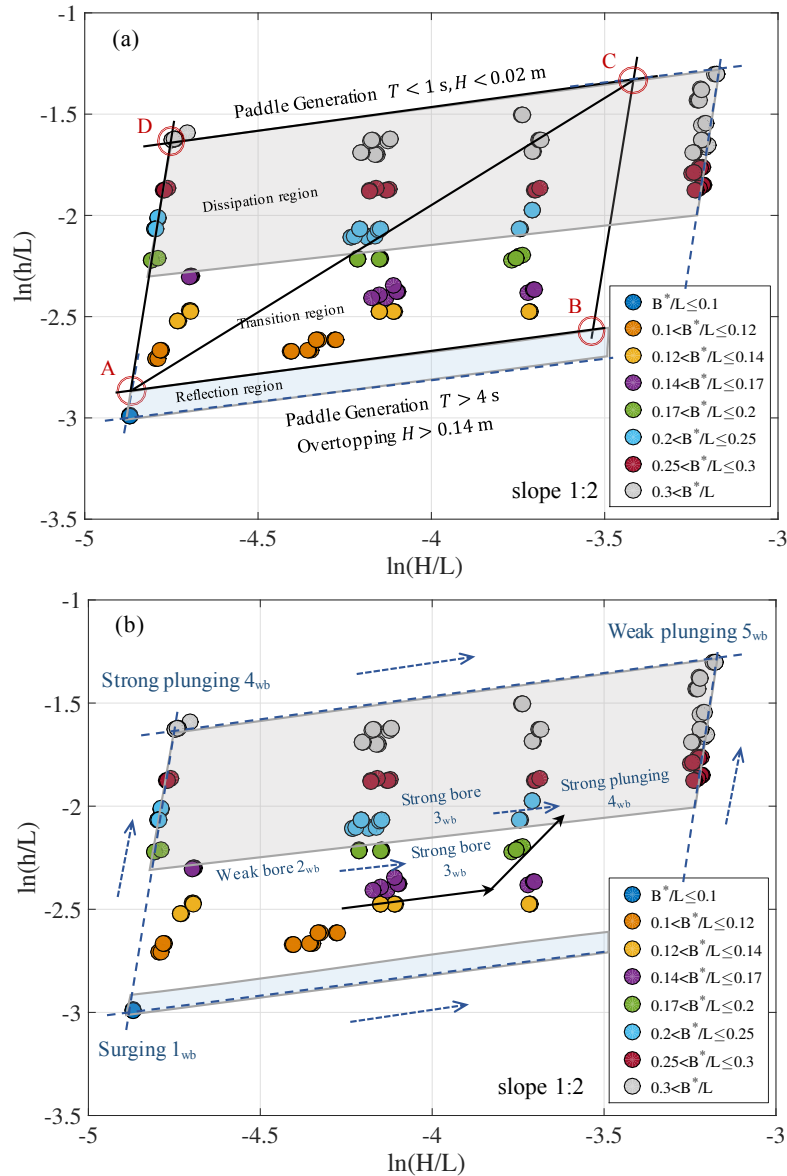 (a)
-1
-1.5
-2
-2.5
-3
-3.5
ln(h/L)
Paddle Generation T < 1 s, H < 0.02 m
C
D
Dissipation region
Transition region
B
A
Reflection region
Paddle Generation T > 4 s
Overtopping H > 0.14 m
slope 1:2
B*/L≤0.1
0.1<B*/L≤0.12
0.12<B*/L≤0.14
0.14<B*/L≤0.17
0.17<B*/L≤0.2
0.2<B*/L≤0.25
0.25<B*/L≤0.3
0.3<B*/L
-5
-4.5
-4
-3.5
-3
ln(H/L)
(b)
-1
-1.5
-2
-2.5
-3
-3.5
ln(h/L)
Weak plunging 5wb
Strong plunging 4wb
Strong bore
3wb
Strong plunging
4wb
Weak bore 2wb
Strong bore
3wb
Surging 1wb
slope 1:2
B*/L≤0.1
0.1<B*/L≤0.12
0.12<B*/L≤0.14
0.14<B*/L≤0.17
0.17<B*/L≤0.2
0.2<B*/L≤0.25
0.25<B*/L≤0.3
0.3<B*/L
-5
-4.5
-4
-3.5
-3
ln(H/L)